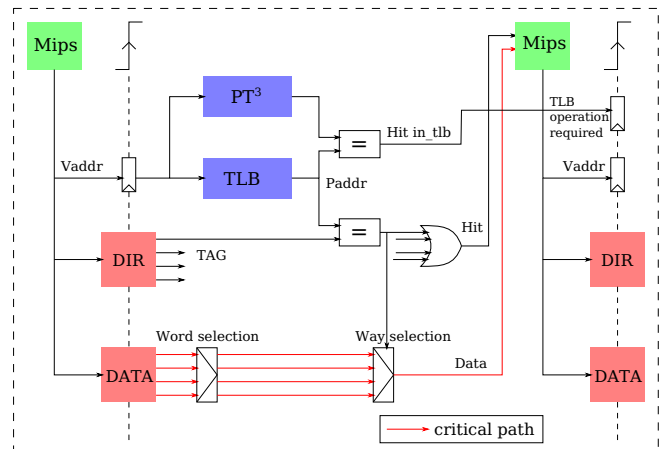 Mips
Mips
PT³
TLB
operation
required
Hit in_tlb
=
Vaddr
TLB
Paddr
Vaddr
=
Hit
DIR
TAG
DIR
Word selection
Way selection
DATA
Data
DATA
critical path